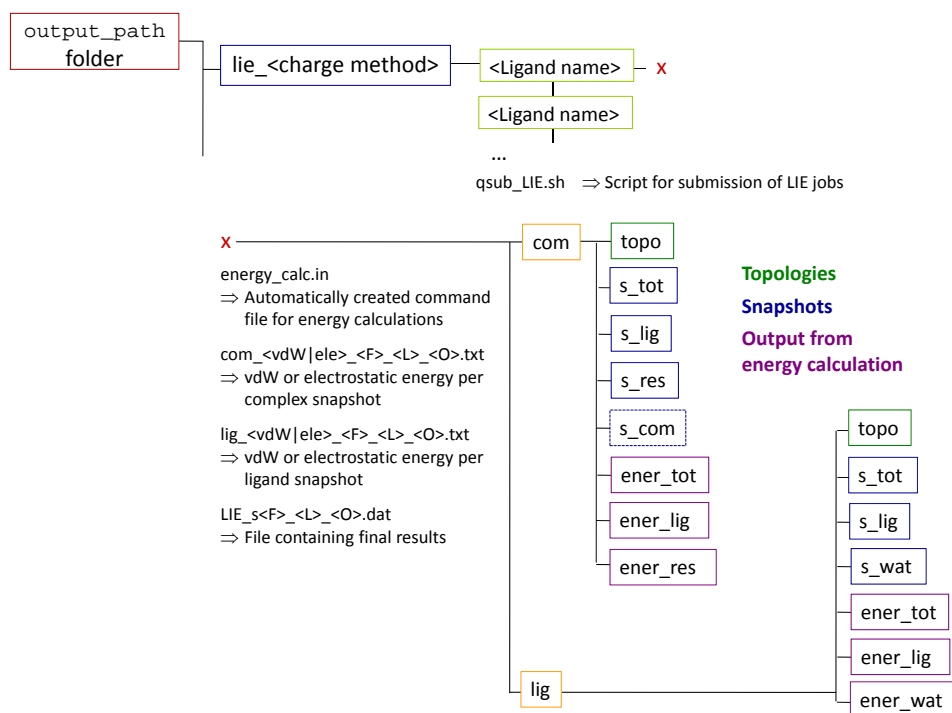 output_path
folder
lie_<charge method>
<Ligand name>
x
<Ligand name>
...
qsub_LIE.sh ⇒ Script for submission of LIE jobs
x
com
topo
energy_calc.in
⇒ Automatically created command
file for energy calculations
com_<vdW|ele>_<F>_<L>_<O>.txt
⇒ vdW or electrostatic energy per
complex snapshot
lig_<vdW|ele>_<F>_<L>_<O>.txt
⇒ vdW or electrostatic energy per
ligand snapshot
LIE_s<F>_<L>_<O>.dat
⇒ File containing final results
s_tot
s_lig
s_res
s_com
ener_tot
ener_lig
ener_res
Topologies
Snapshots
Output from
energy calculation
lig
topo
s_tot
s_lig
s_wat
ener_tot
ener_lig
ener_wat